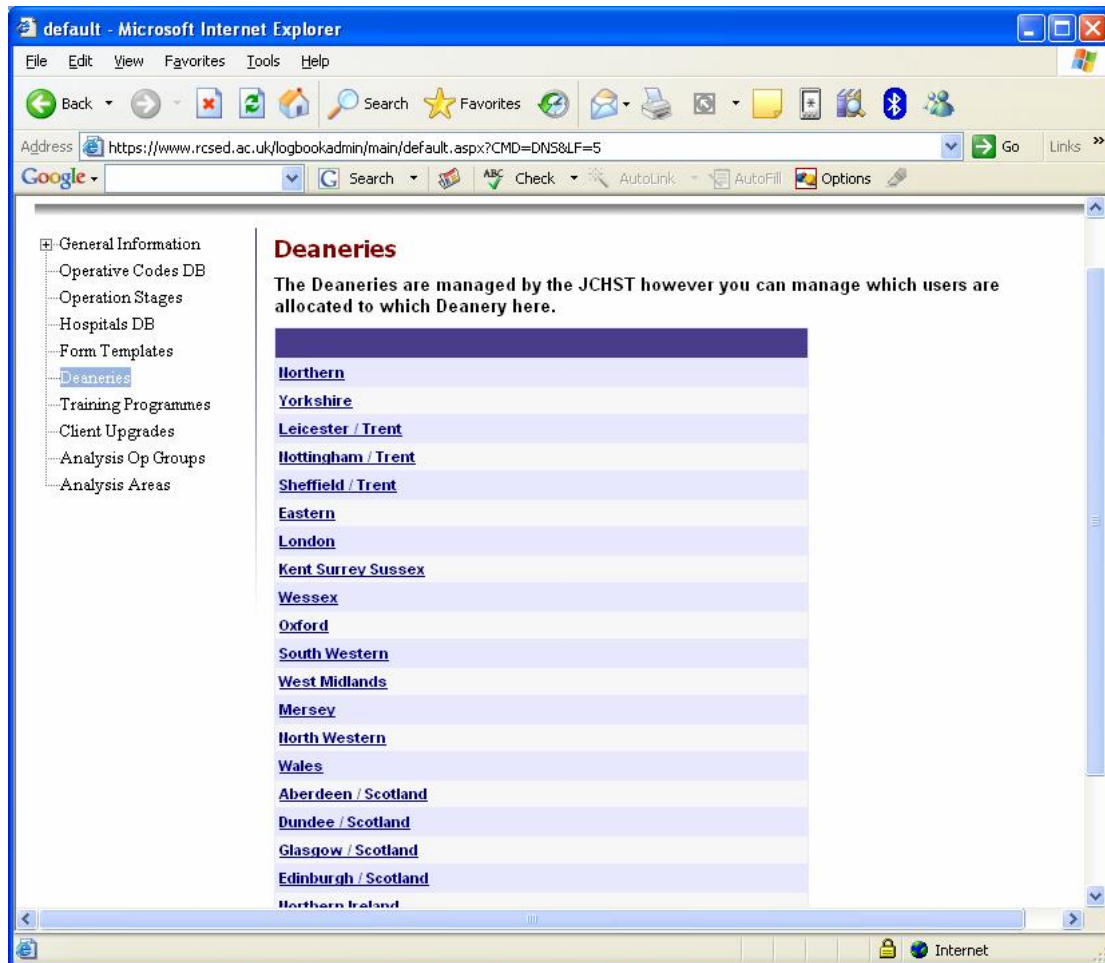 default - Microsoft Internet Explorer
File Edit View Favorites Tools Help
Back Search Favorites
Address https://www.rcsed.ac.uk/logbookadmin/main/default.aspx?CMD=DNS&LF=5 Go Links »
Google Search ABC Check AutoLink AutoFill Options
General Information
Operative Codes DB
Operation Stages
Hospitals DB
Form Templates
Deaneries
Training Programmes
Client Upgrades
Analysis Op Groups
Analysis Areas
Deaneries
The Deaneries are managed by the JCHST however you can manage which users are
allocated to which Deanery here.
Northern
Yorkshire
Leicester / Trent
Nottingham / Trent
Sheffield / Trent
Eastern
London
Kent Surrey Sussex
Wessex
Oxford
South Western
West Midlands
Mersey
North Western
Wales
Aberdeen / Scotland
Dundee / Scotland
Glasgow / Scotland
Edinburgh / Scotland
Northern Ireland
Internet